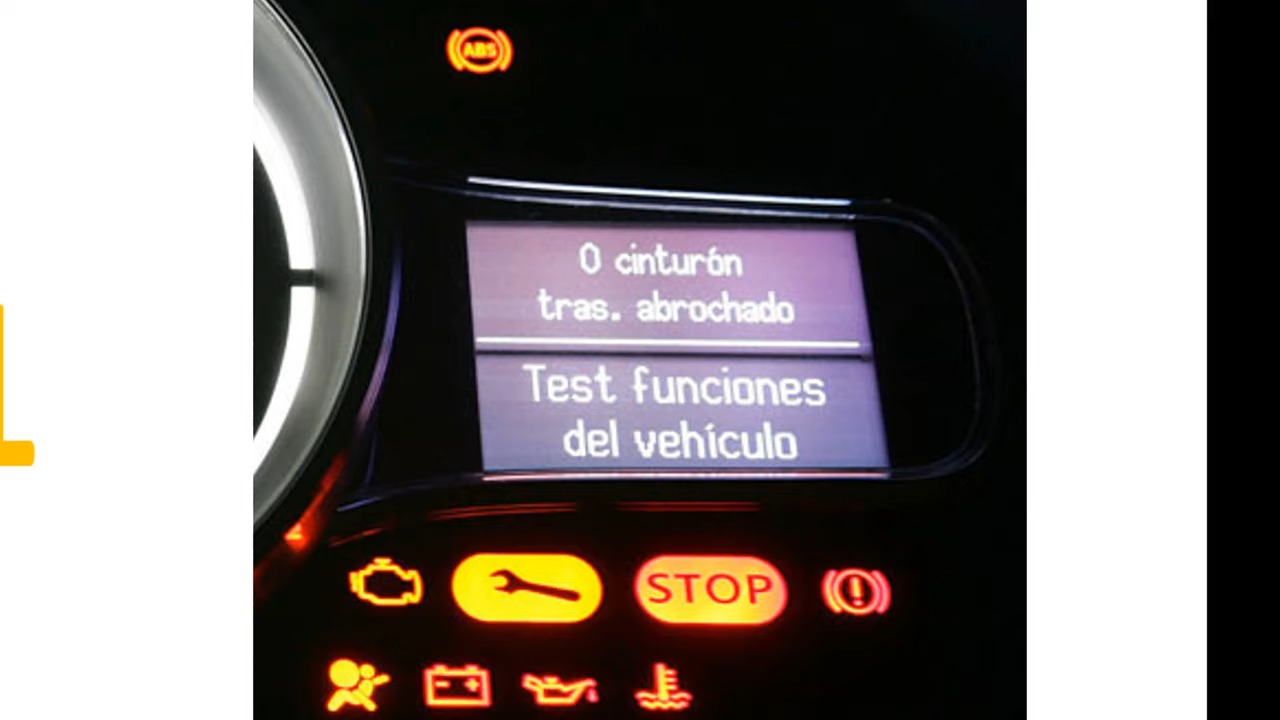 ABS
0 cinturón
tras. abrochado
Test funciones
del vehículo
STOP